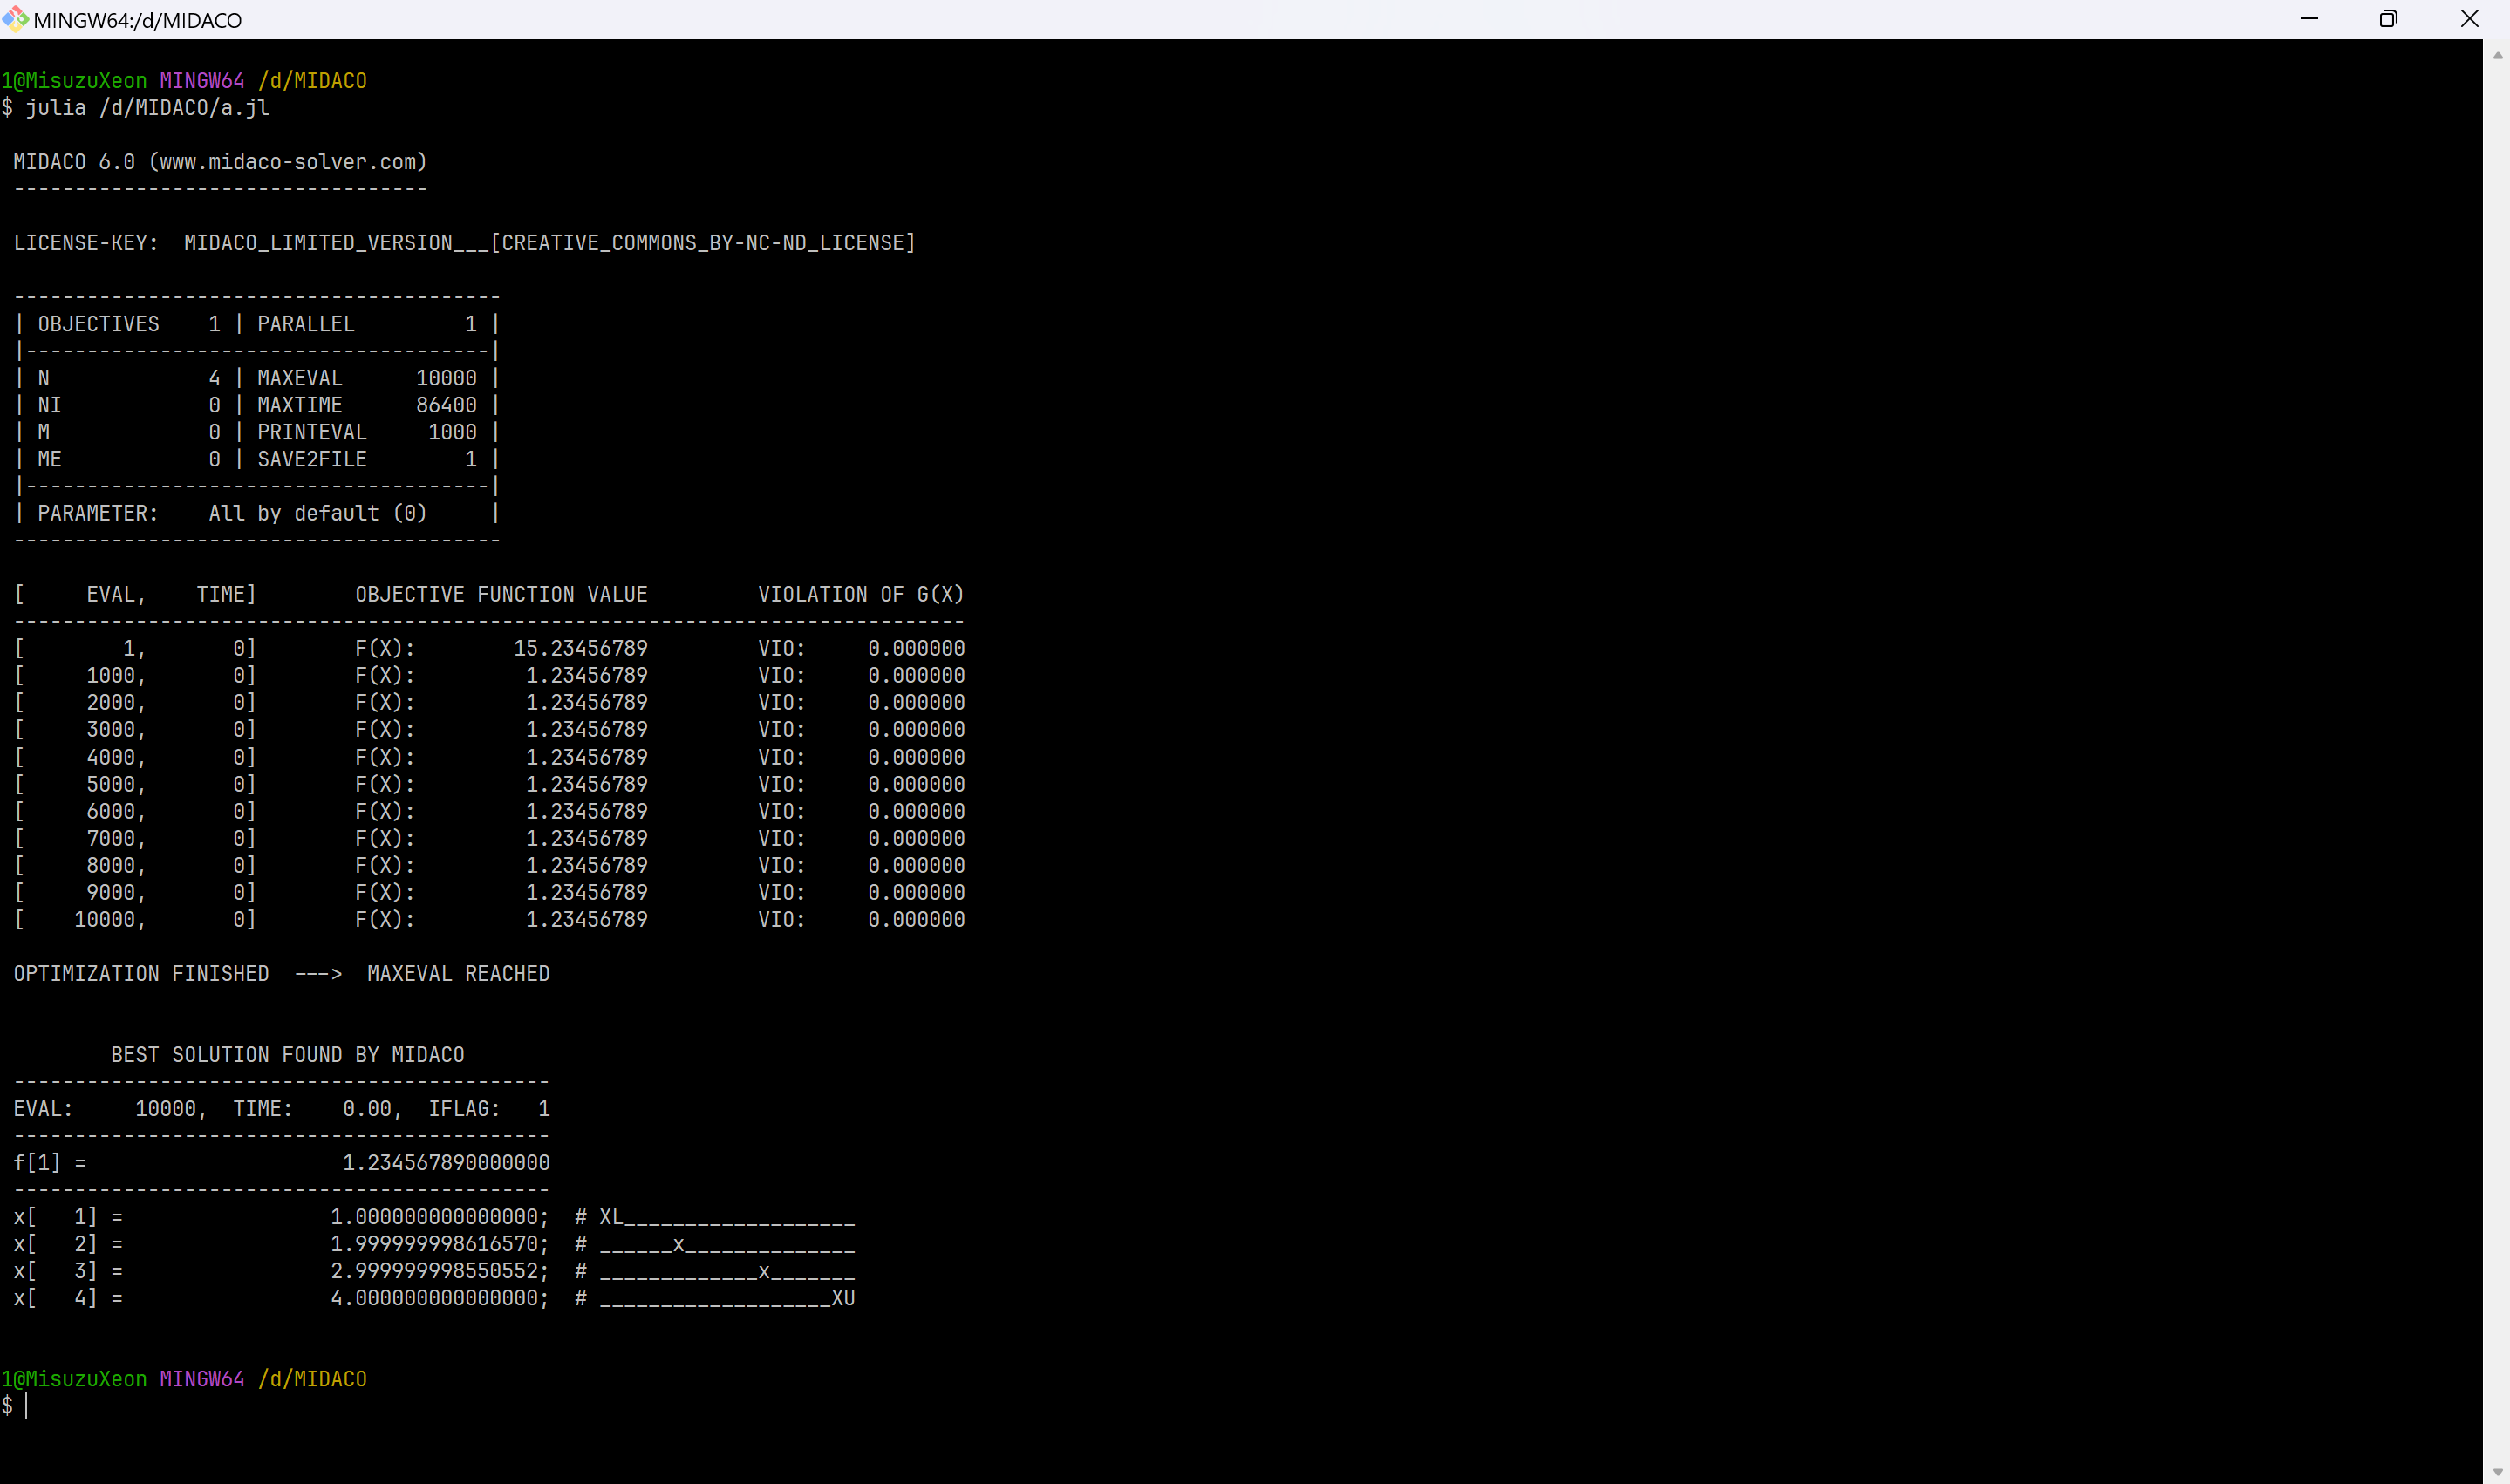 MINGW64:/d/MIDACO
1@MisuzuXeon MINGW64 /d/MIDACO
$ julia /d/MIDACO/a.jl
MIDACO 6.0 (www.midaco-solver.com)
----------------------------------
LICENSE-KEY:  MIDACO_LIMITED_VERSION___[CREATIVE_COMMONS_BY-NC-ND_LICENSE]
----------------------------------------
| OBJECTIVES    1 | PARALLEL         1 |
|--------------------------------------|
| N             4 | MAXEVAL      10000 |
| NI            0 | MAXTIME      86400 |
| M             0 | PRINTEVAL     1000 |
| ME            0 | SAVE2FILE        1 |
|--------------------------------------|
| PARAMETER:    All by default (0)     |
----------------------------------------
[     EVAL,    TIME]        OBJECTIVE FUNCTION VALUE         VIOLATION OF G(X)
------------------------------------------------------------------------------
[        1,       0]        F(X):        15.23456789         VIO:     0.000000
[     1000,       0]        F(X):         1.23456789         VIO:     0.000000
[     2000,       0]        F(X):         1.23456789         VIO:     0.000000
[     3000,       0]        F(X):         1.23456789         VIO:     0.000000
[     4000,       0]        F(X):         1.23456789         VIO:     0.000000
[     5000,       0]        F(X):         1.23456789         VIO:     0.000000
[     6000,       0]        F(X):         1.23456789         VIO:     0.000000
[     7000,       0]        F(X):         1.23456789         VIO:     0.000000
[     8000,       0]        F(X):         1.23456789         VIO:     0.000000
[     9000,       0]        F(X):         1.23456789         VIO:     0.000000
[    10000,       0]        F(X):         1.23456789         VIO:     0.000000
OPTIMIZATION FINISHED  --->  MAXEVAL REACHED
BEST SOLUTION FOUND BY MIDACO
--------------------------------------------
EVAL:     10000,  TIME:    0.00,  IFLAG:   1
--------------------------------------------
f[1] =                     1.234567890000000
--------------------------------------------
x[   1] =                 1.000000000000000;  # XL___________________
x[   2] =                 1.999999998616570;  # ______x______________
x[   3] =                 2.999999998550552;  # _____________x_______
x[   4] =                 4.000000000000000;  # ___________________XU
1@MisuzuXeon MINGW64 /d/MIDACO
$